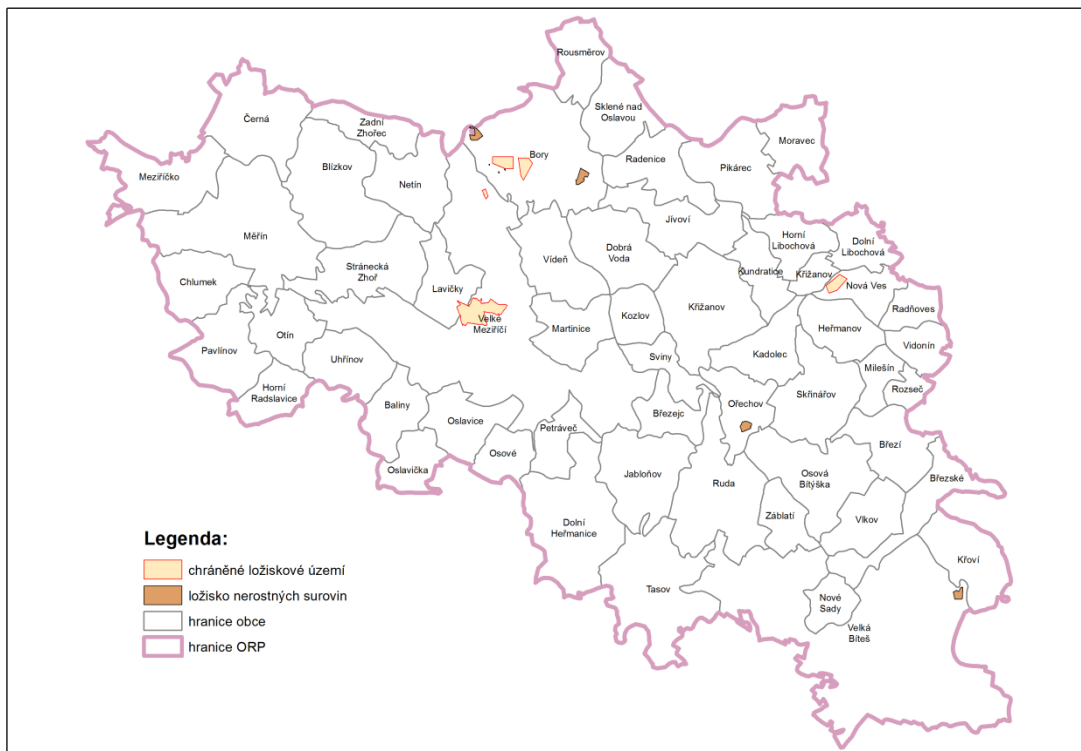 Rousměrov
Sklené nad
Oslavou
Černá
Zadní
Zhořec
Moravec
Bory
Radenice
Pikárec
Blízkov
Meziříčko
Netín
Jívoví
Horní
Libochová
Dolní
Libochová
Měřín
Dobrá
Voda
Vídeň
Stránecká
Zhoř
Kundratice
Křižanov
Chlumek
Lavičky
Nová Ves
Křižanov
Radňoves
Velké
Meziříčí
Kozlov
Martinice
Heřmanov
Otín
Vidonín
Pavlínov
Uhřínov
Sviny
Kadolec
Milešín
Horní
Radslavice
Skřinářov
Rozseč
Baliny
Ořechov
Oslavice
Březejc
Petráveč
Březí
Osové
Oslavička
Jabloňov
Ruda
Osová
Bítýška
Březské
Dolní
Heřmanice
Záblatí
Vlkov
Křoví
Tasov
Nové
Sady
Velká
Bíteš
Legenda:
chráněné ložiskové území
ložisko nerostných surovin
hranice obce
hranice ORP